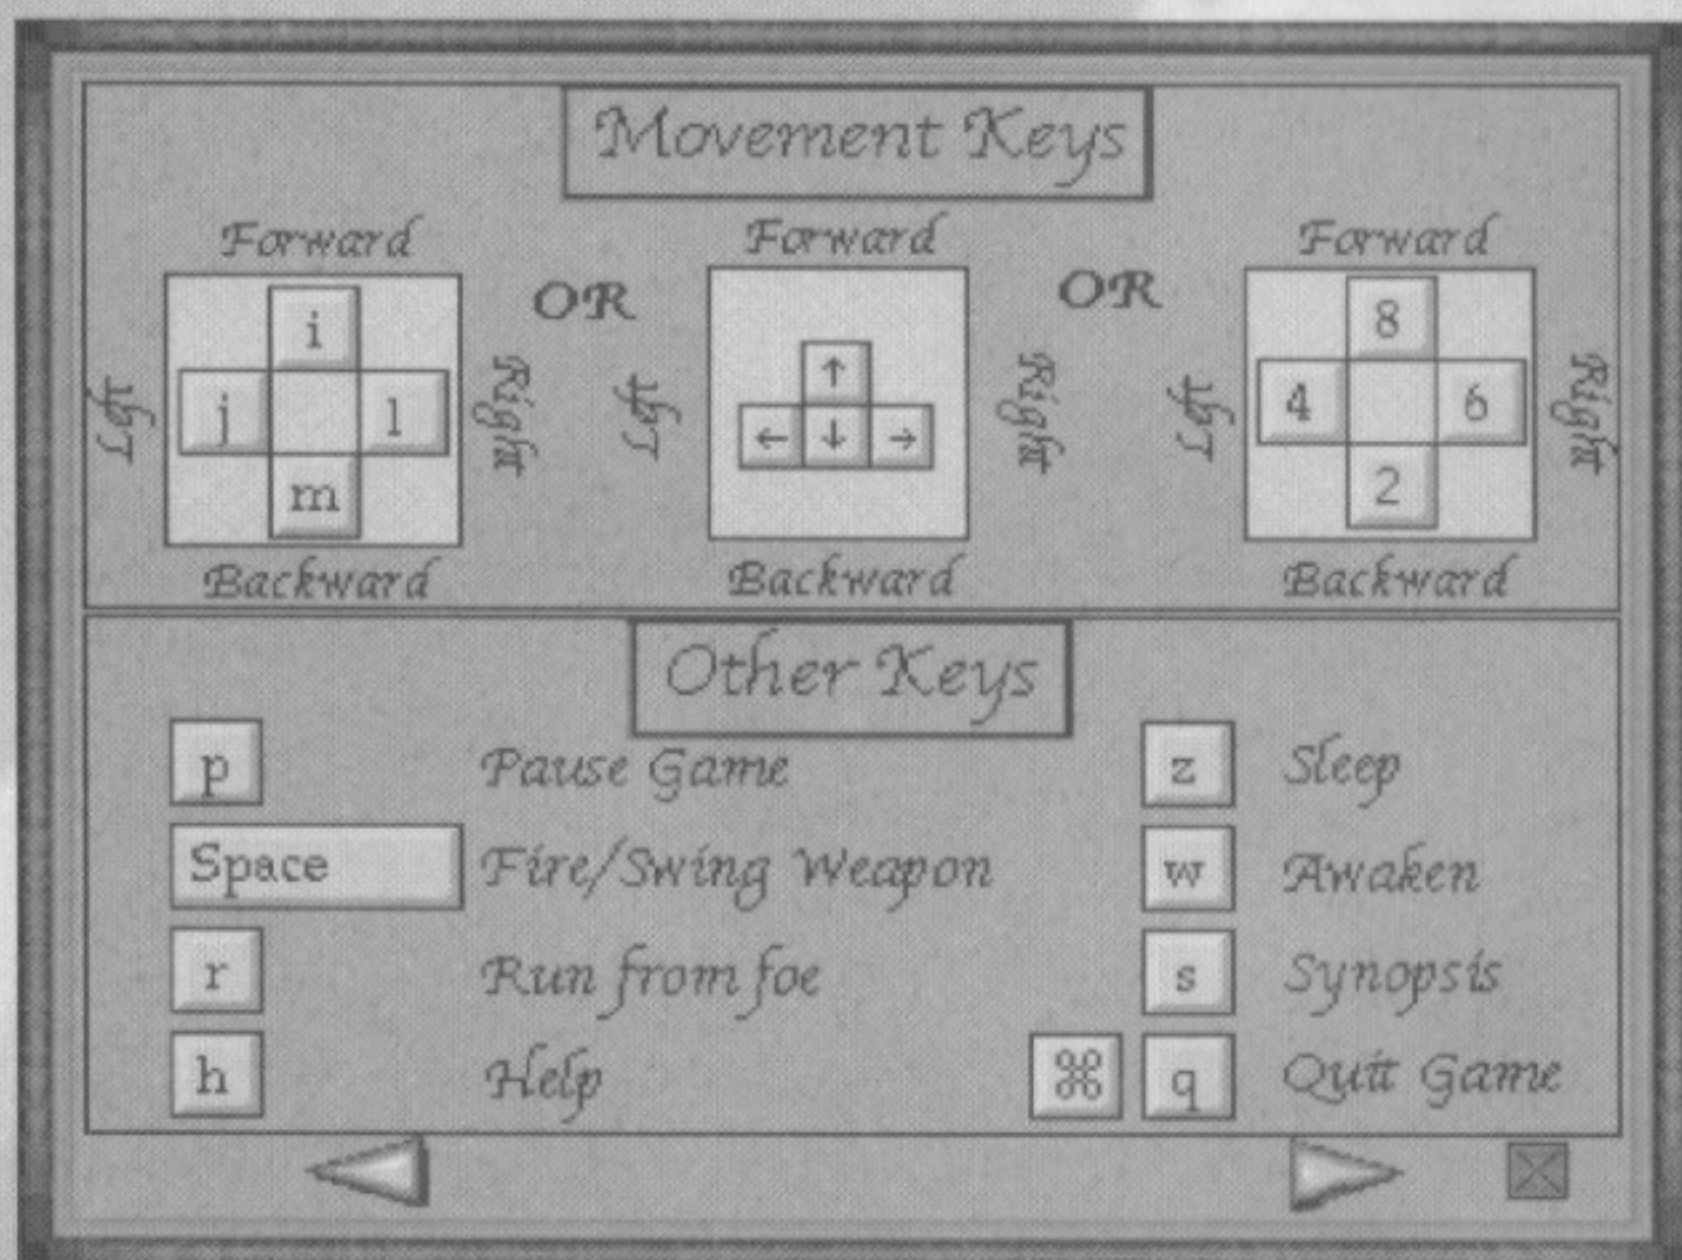 Movement Keys
Forward OR Forward OR Forward
i 8
Left j l Right Left ↑ Right Left 4 6 Right
← ↓ →
m 2
Backward Backward Backward
Other Keys
p Pause Game z Sleep
Space Fire/Swing Weapon w Awaken
r Run from foe s Synopsis
h Help ⌘ q Quit Game